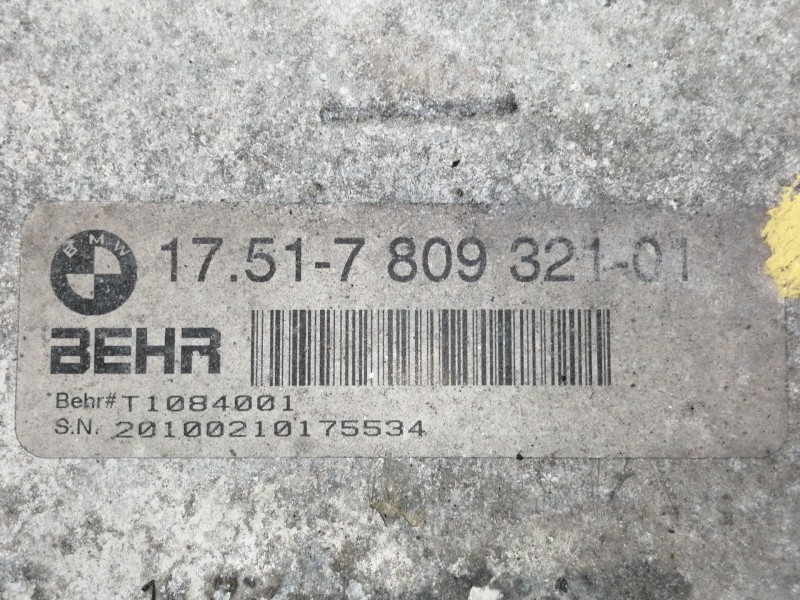 BMW 17.51-7 809 321-01
BEHR
Behr# T1084001
S.N. 20100210175534